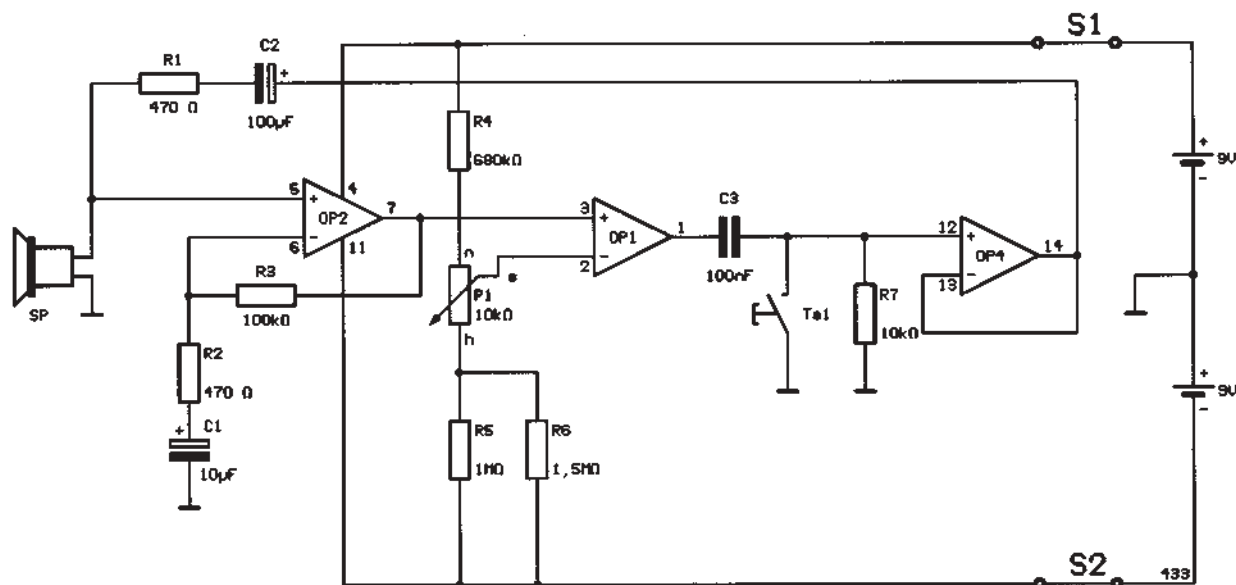 S1
C2
R1
+
470 Ω
100µF
R4
680kΩ
+
9V
-
5
+
4
OP2
7
6
-
11
C3
3
+
OP1
1
2
-
100nF
12
+
14
OP4
13
-
R3
100kΩ
n
s
P1
10kΩ
h
Ta1
R7
10kΩ
SP
R2
470 Ω
+
9V
-
+
C1
10µF
R5
1MΩ
R6
1,5MΩ
S2
433